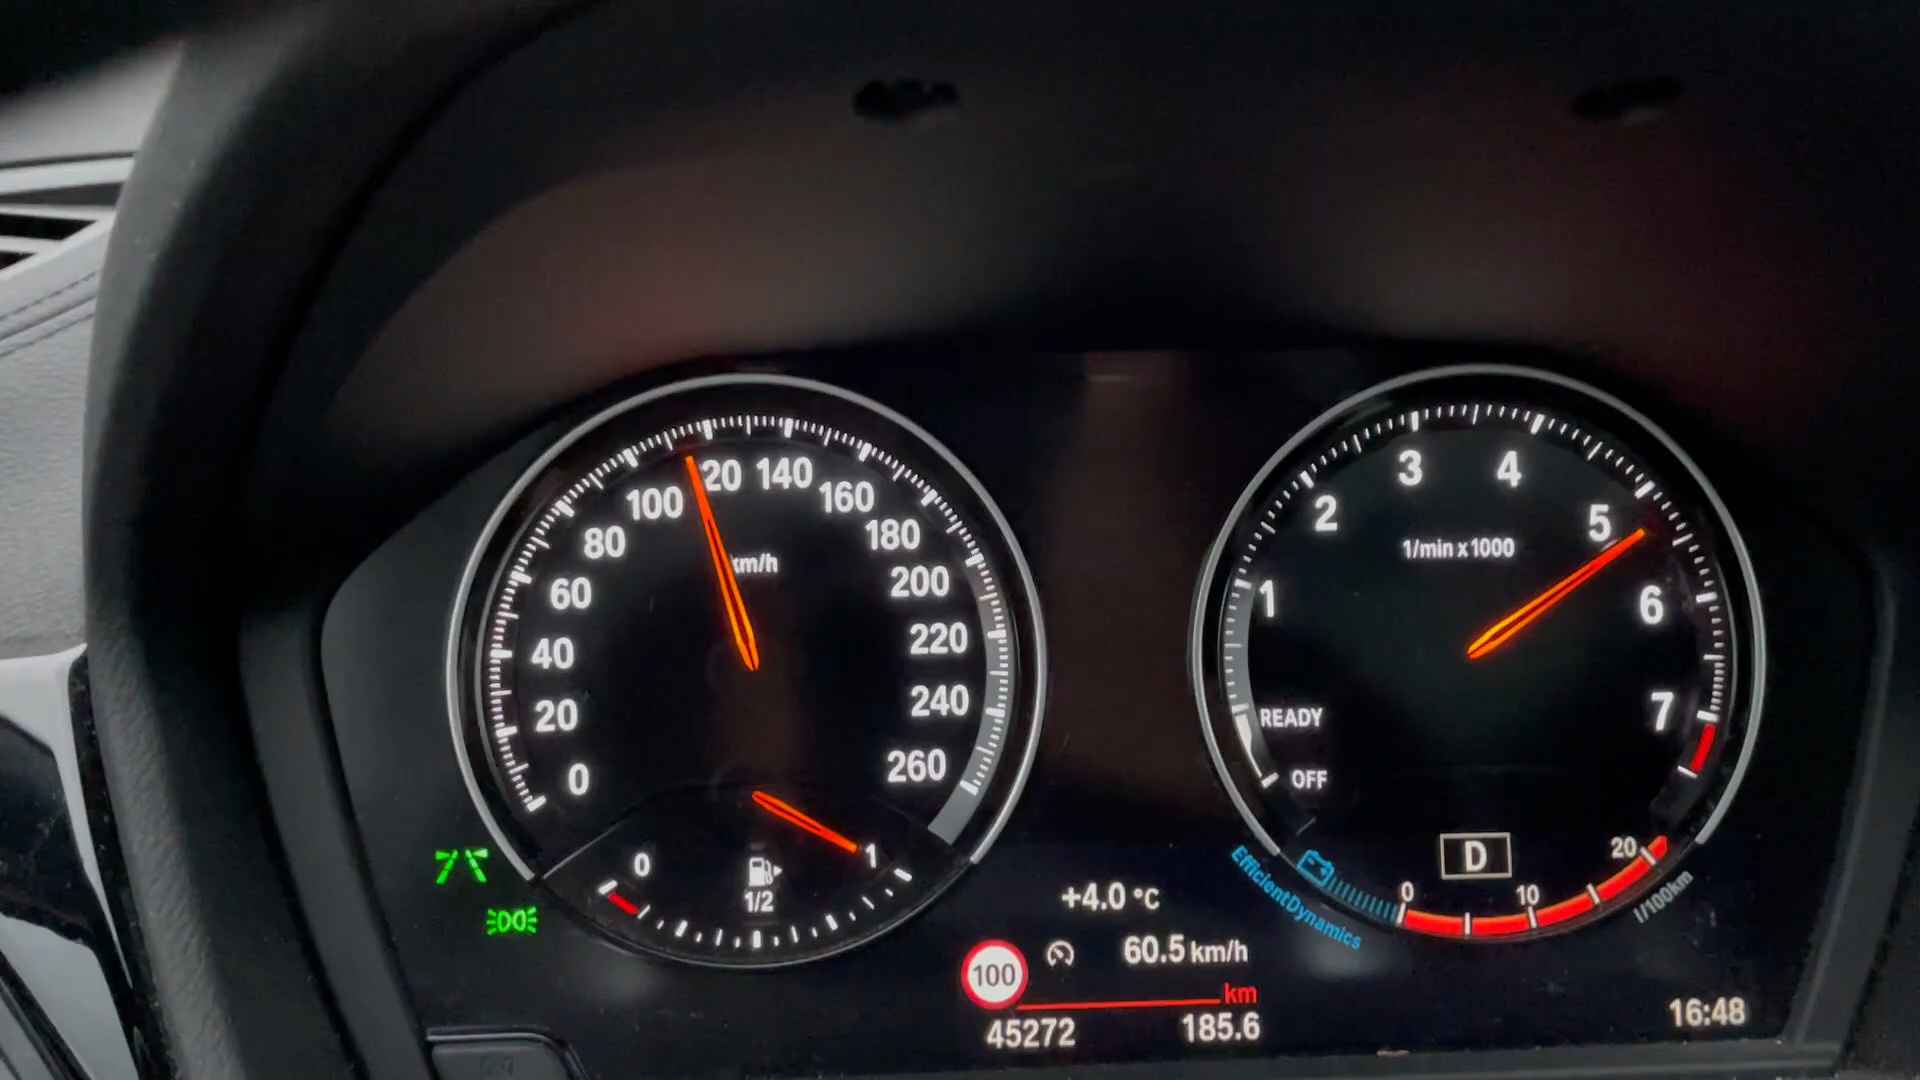 20 140
100 160
80 180
km/h
60 200
40 220
20 240
0 260
0 1
1/2
3 4
2 5
1/min x 1000
1 6
READY 7
OFF
D
0 10 20
EfficientDynamics
l/100km
+4.0 °C
100 60.5 km/h
km
45272 185.6
16:48